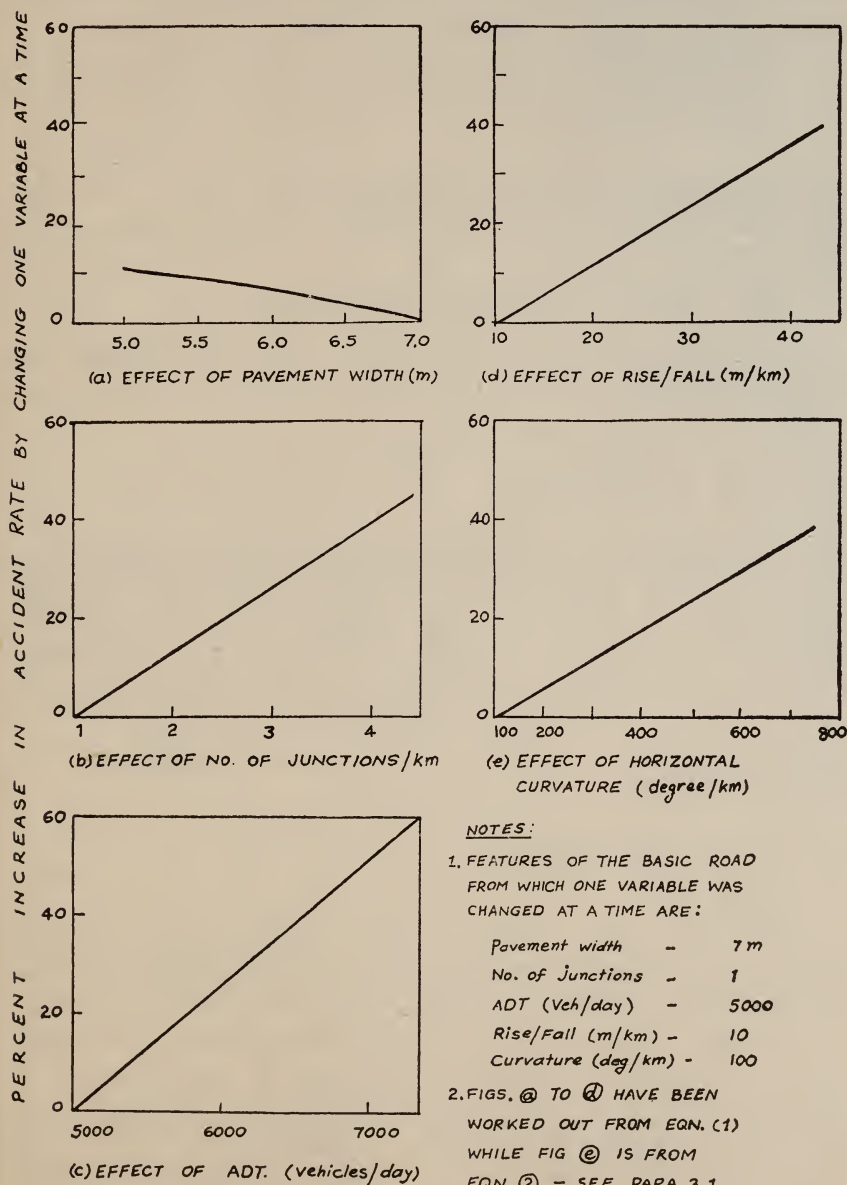 PERCENT INCREASE IN ACCIDENT RATE BY CHANGING ONE VARIABLE AT A TIME
60
40
20
0
5.0 5.5 6.0 6.5 7.0
(a) EFFECT OF PAVEMENT WIDTH (m)
60
40
20
0
10 20 30 40
(d) EFFECT OF RISE/FALL (m/km)
60
40
20
0
1 2 3 4
(b) EFFECT OF NO. OF JUNCTIONS/km
60
40
20
0
100 200 400 600 800
(e) EFFECT OF HORIZONTAL
CURVATURE (degree/km)
60
40
20
0
5000 6000 7000
(c) EFFECT OF ADT. (vehicles/day)
NOTES:
1. FEATURES OF THE BASIC ROAD
FROM WHICH ONE VARIABLE WAS
CHANGED AT A TIME ARE:
Pavement width - 7 m
No. of junctions - 1
ADT (Veh/day) - 5000
Rise/Fall (m/km) - 10
Curvature (deg/km) - 100
2. FIGS. ⓐ TO ⓓ HAVE BEEN
WORKED OUT FROM EQN. (1)
WHILE FIG ⓔ IS FROM
EQN ② - SEE PARA 3.1